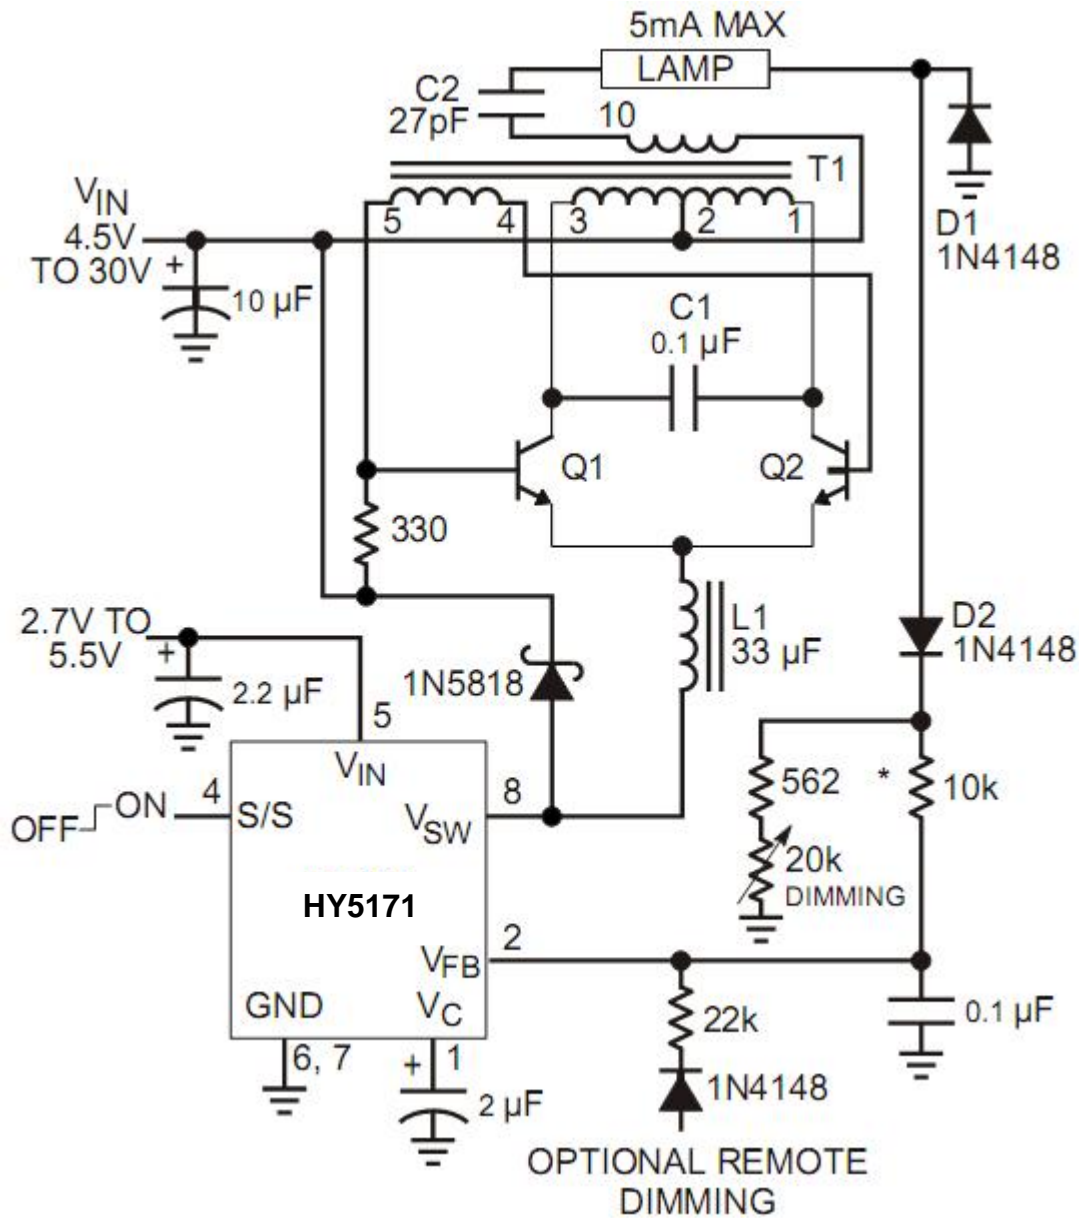 5mA MAX
LAMP
C2
27pF
10
T1
VIN
4.5V
TO 30V
+
10 µF
5
4
3
2
1
D1
1N4148
C1
0.1 µF
Q1
Q2
330
2.7V TO
5.5V
+
2.2 µF
1N5818
L1
33 µF
D2
1N4148
5
VIN
4
S/S
OFF
ON
8
VSW
562
*
10k
20k
DIMMING
HY5171
2
VFB
GND
VC
6, 7
+
1
2 µF
22k
0.1 µF
1N4148
OPTIONAL REMOTE
DIMMING